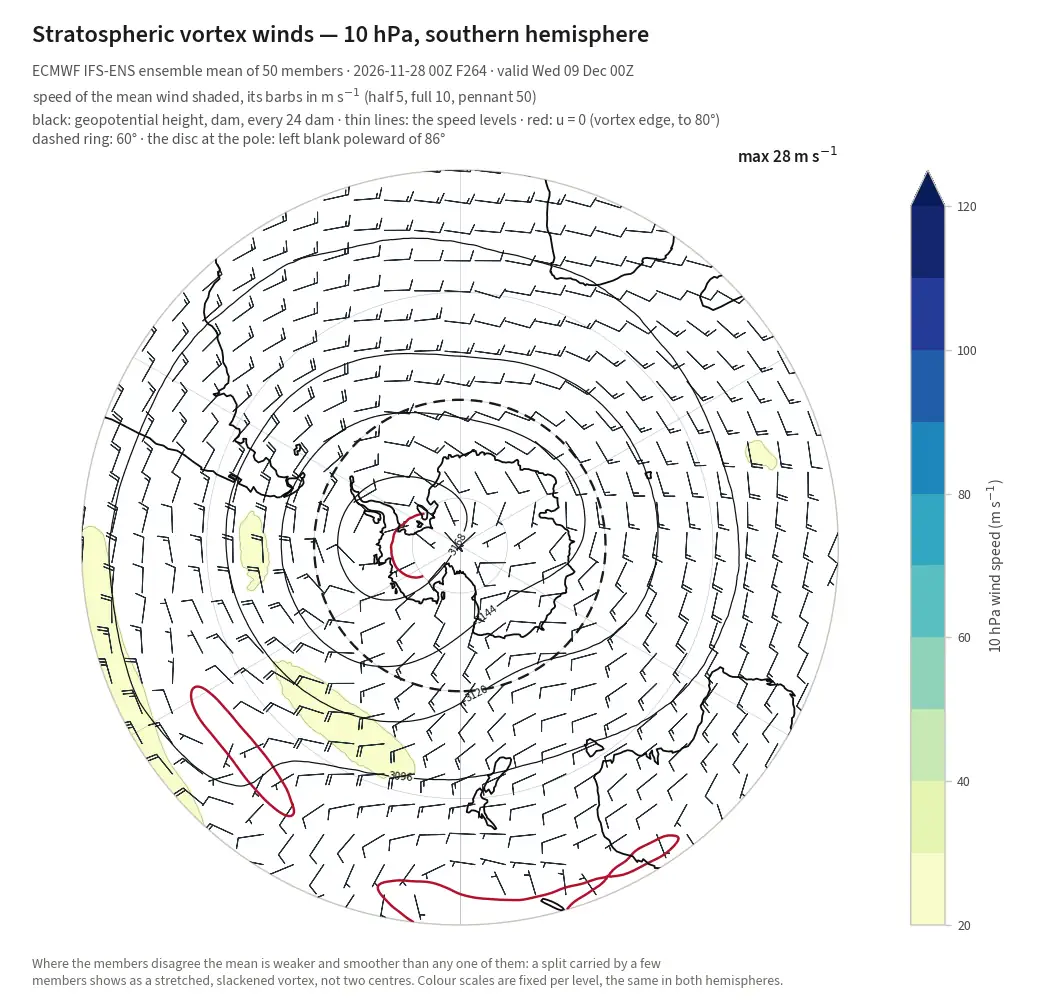 Stratospheric vortex winds — 10 hPa, southern hemisphere
ECMWF IFS-ENS ensemble mean of 50 members · 2026-11-28 00Z F264 · valid Wed 09 Dec 00Z
speed of the mean wind shaded, its barbs in m s⁻¹ (half 5, full 10, pennant 50)
black: geopotential height, dam, every 24 dam · thin lines: the speed levels · red: u = 0 (vortex edge, to 80°)
dashed ring: 60° · the disc at the pole: left blank poleward of 86°
max 28 m s⁻¹
120
100
80
60
40
20
10 hPa wind speed (m s⁻¹)
3168
3144
3120
3096
Where the members disagree the mean is weaker and smoother than any one of them: a split carried by a few
members shows as a stretched, slackened vortex, not two centres. Colour scales are fixed per level, the same in both hemispheres.